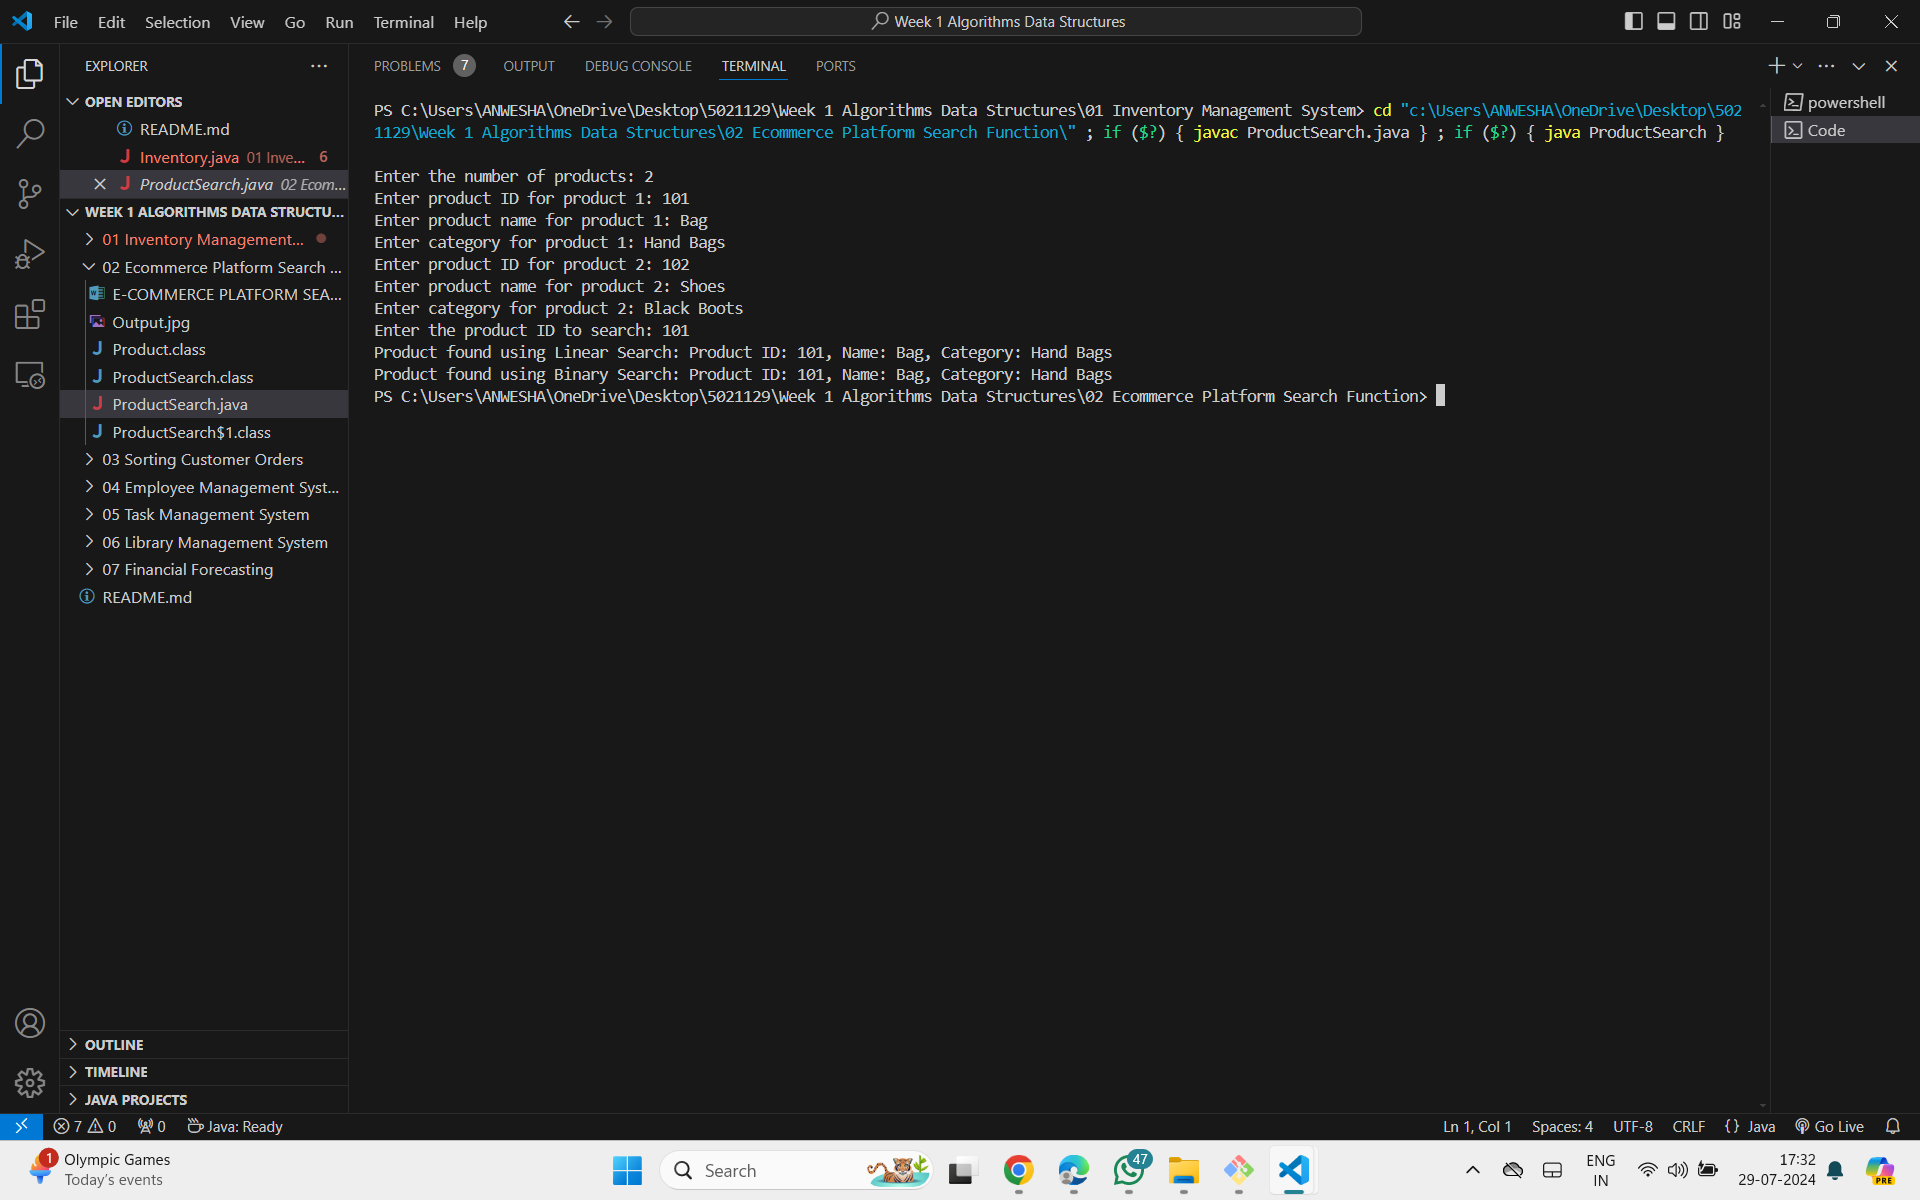 File Edit Selection View Go Run Terminal Help
Week 1 Algorithms Data Structures
EXPLORER
OPEN EDITORS
README.md
Inventory.java 01 Inve... 6
ProductSearch.java 02 Ecom...
WEEK 1 ALGORITHMS DATA STRUCTU...
01 Inventory Management...
02 Ecommerce Platform Search ...
E-COMMERCE PLATFORM SEA...
Output.jpg
Product.class
ProductSearch.class
ProductSearch.java
ProductSearch$1.class
03 Sorting Customer Orders
04 Employee Management Syst...
05 Task Management System
06 Library Management System
07 Financial Forecasting
README.md
OUTLINE
TIMELINE
JAVA PROJECTS
PROBLEMS 7 OUTPUT DEBUG CONSOLE TERMINAL PORTS
PS C:\Users\ANWESHA\OneDrive\Desktop\5021129\Week 1 Algorithms Data Structures\01 Inventory Management System> cd "c:\Users\ANWESHA\OneDrive\Desktop\502
1129\Week 1 Algorithms Data Structures\02 Ecommerce Platform Search Function\" ; if ($?) { javac ProductSearch.java } ; if ($?) { java ProductSearch }
Enter the number of products: 2
Enter product ID for product 1: 101
Enter product name for product 1: Bag
Enter category for product 1: Hand Bags
Enter product ID for product 2: 102
Enter product name for product 2: Shoes
Enter category for product 2: Black Boots
Enter the product ID to search: 101
Product found using Linear Search: Product ID: 101, Name: Bag, Category: Hand Bags
Product found using Binary Search: Product ID: 101, Name: Bag, Category: Hand Bags
PS C:\Users\ANWESHA\OneDrive\Desktop\5021129\Week 1 Algorithms Data Structures\02 Ecommerce Platform Search Function>
powershell
Code
7 0 0 Java: Ready
Ln 1, Col 1 Spaces: 4 UTF-8 CRLF {} Java Go Live
1
Olympic Games
Today's events
Search
47
ENG
IN
17:32
29-07-2024
PRE